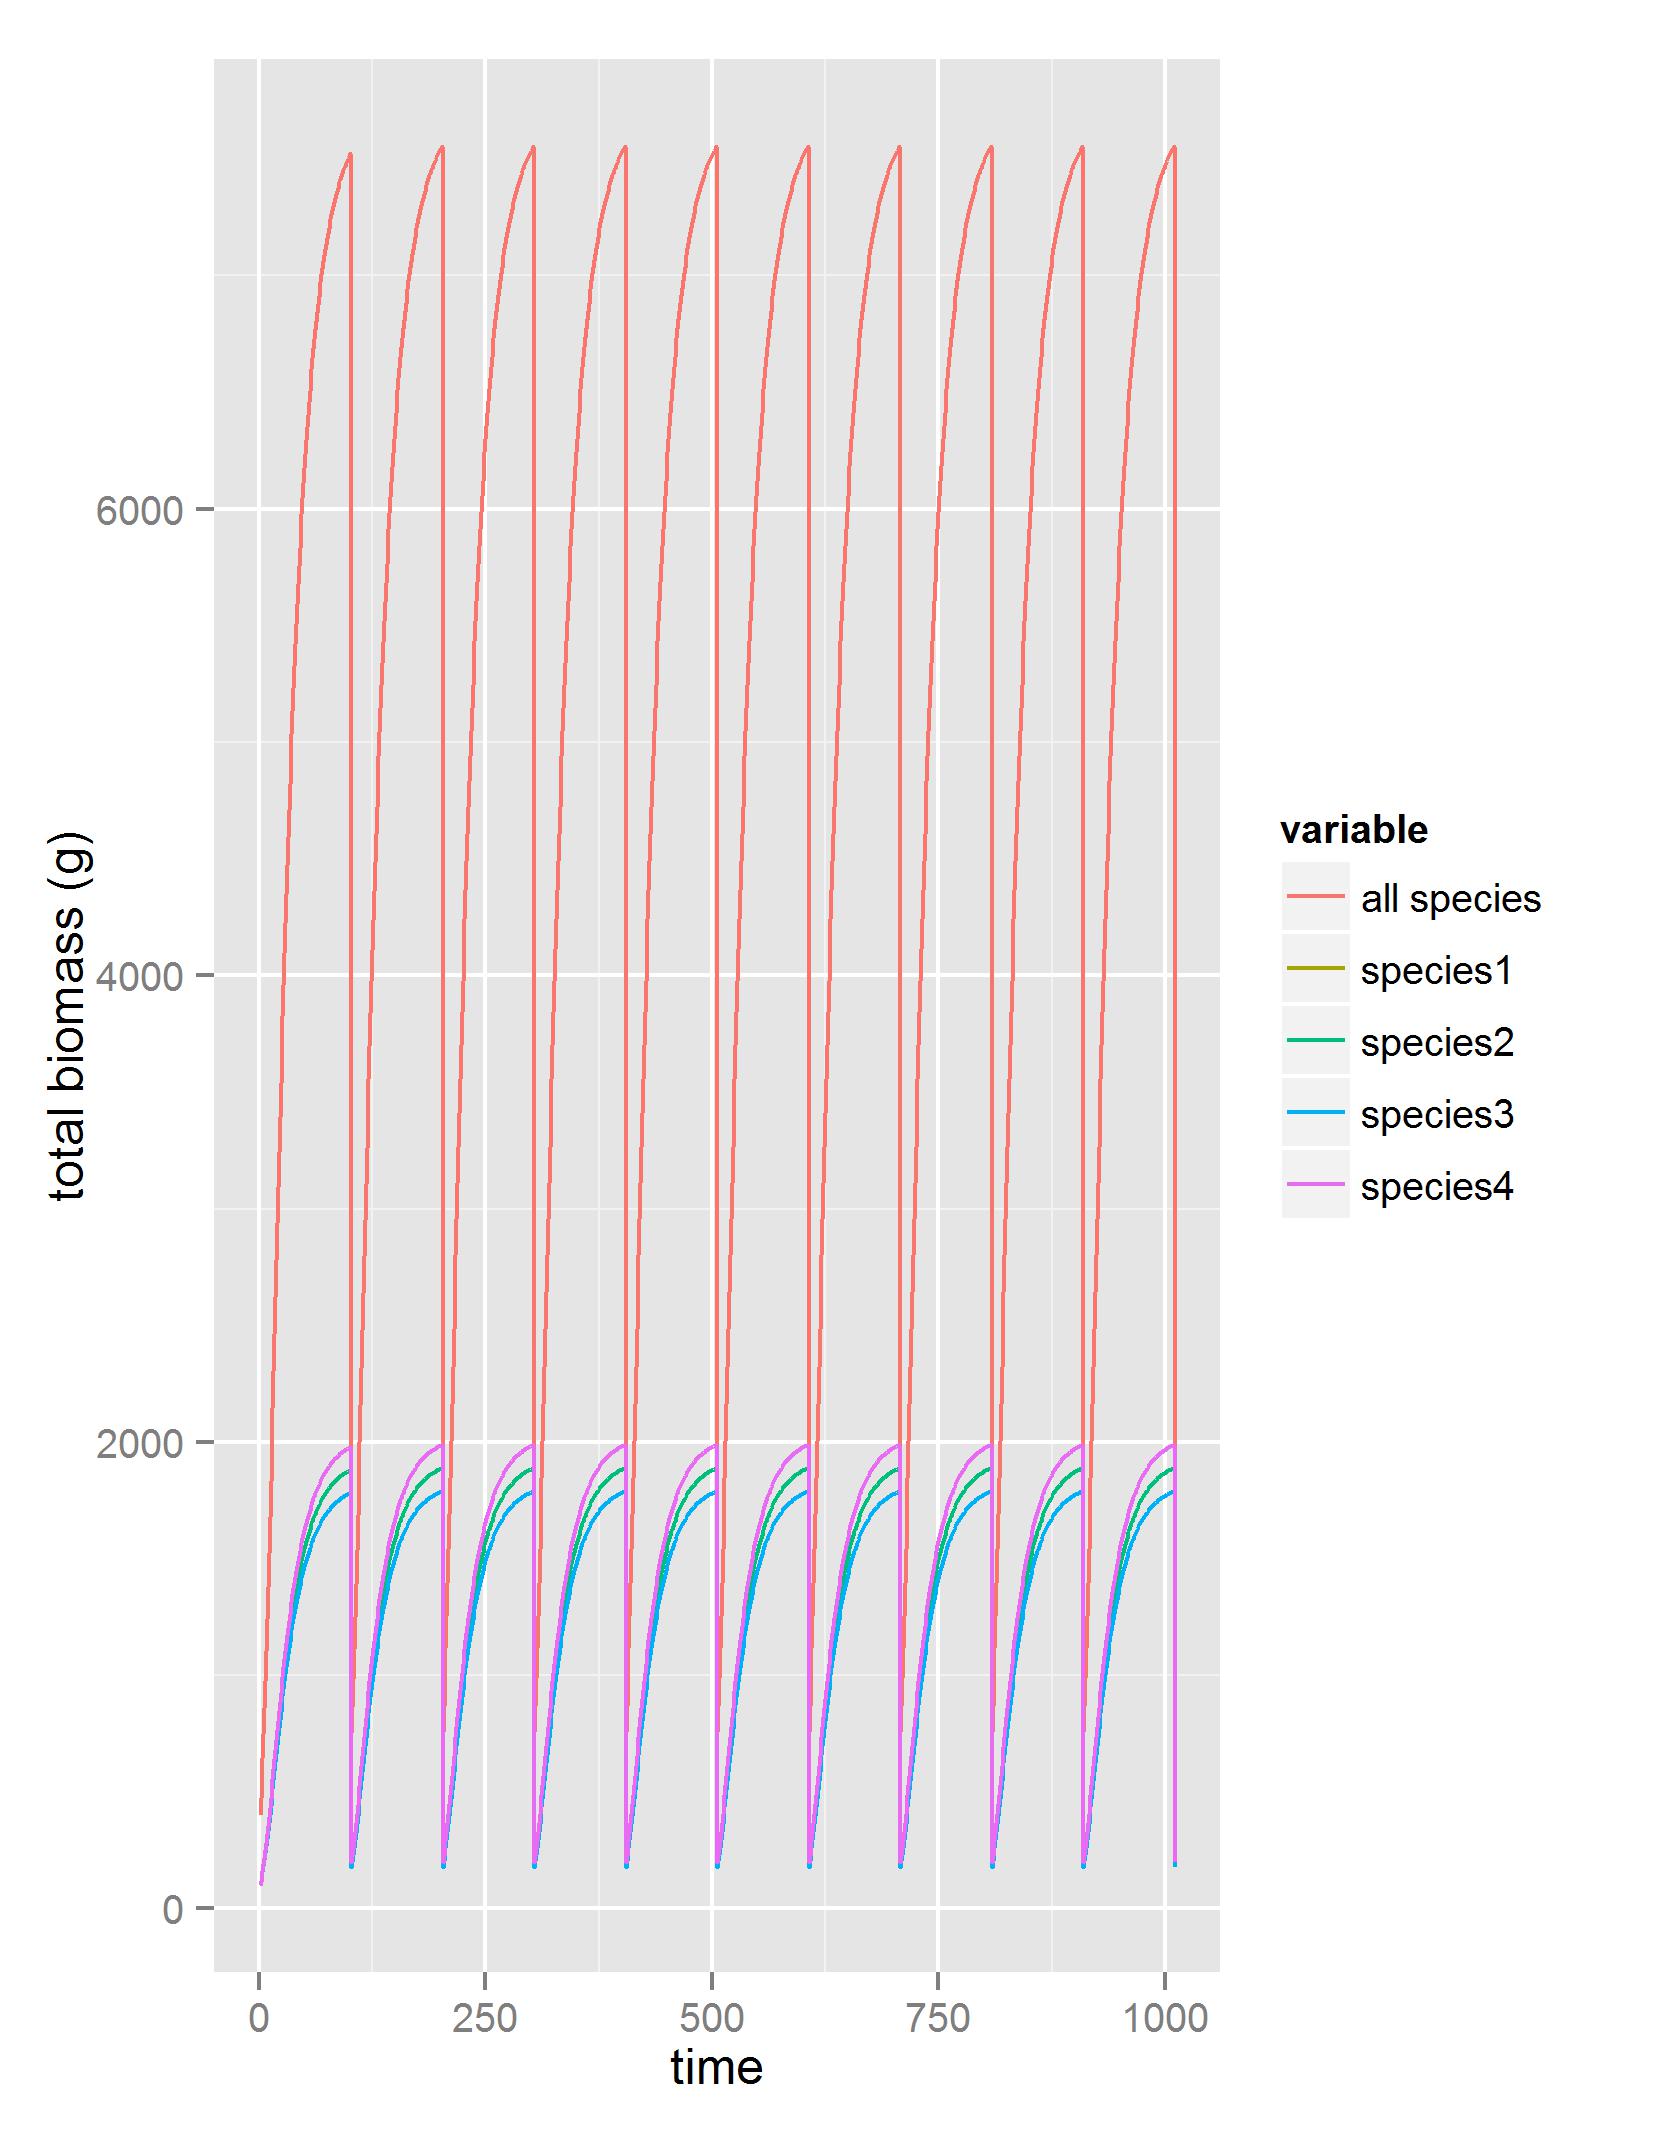 total biomass (g)
6000
4000
2000
0
0 250 500 750 1000
time
variable
all species
species1
species2
species3
species4